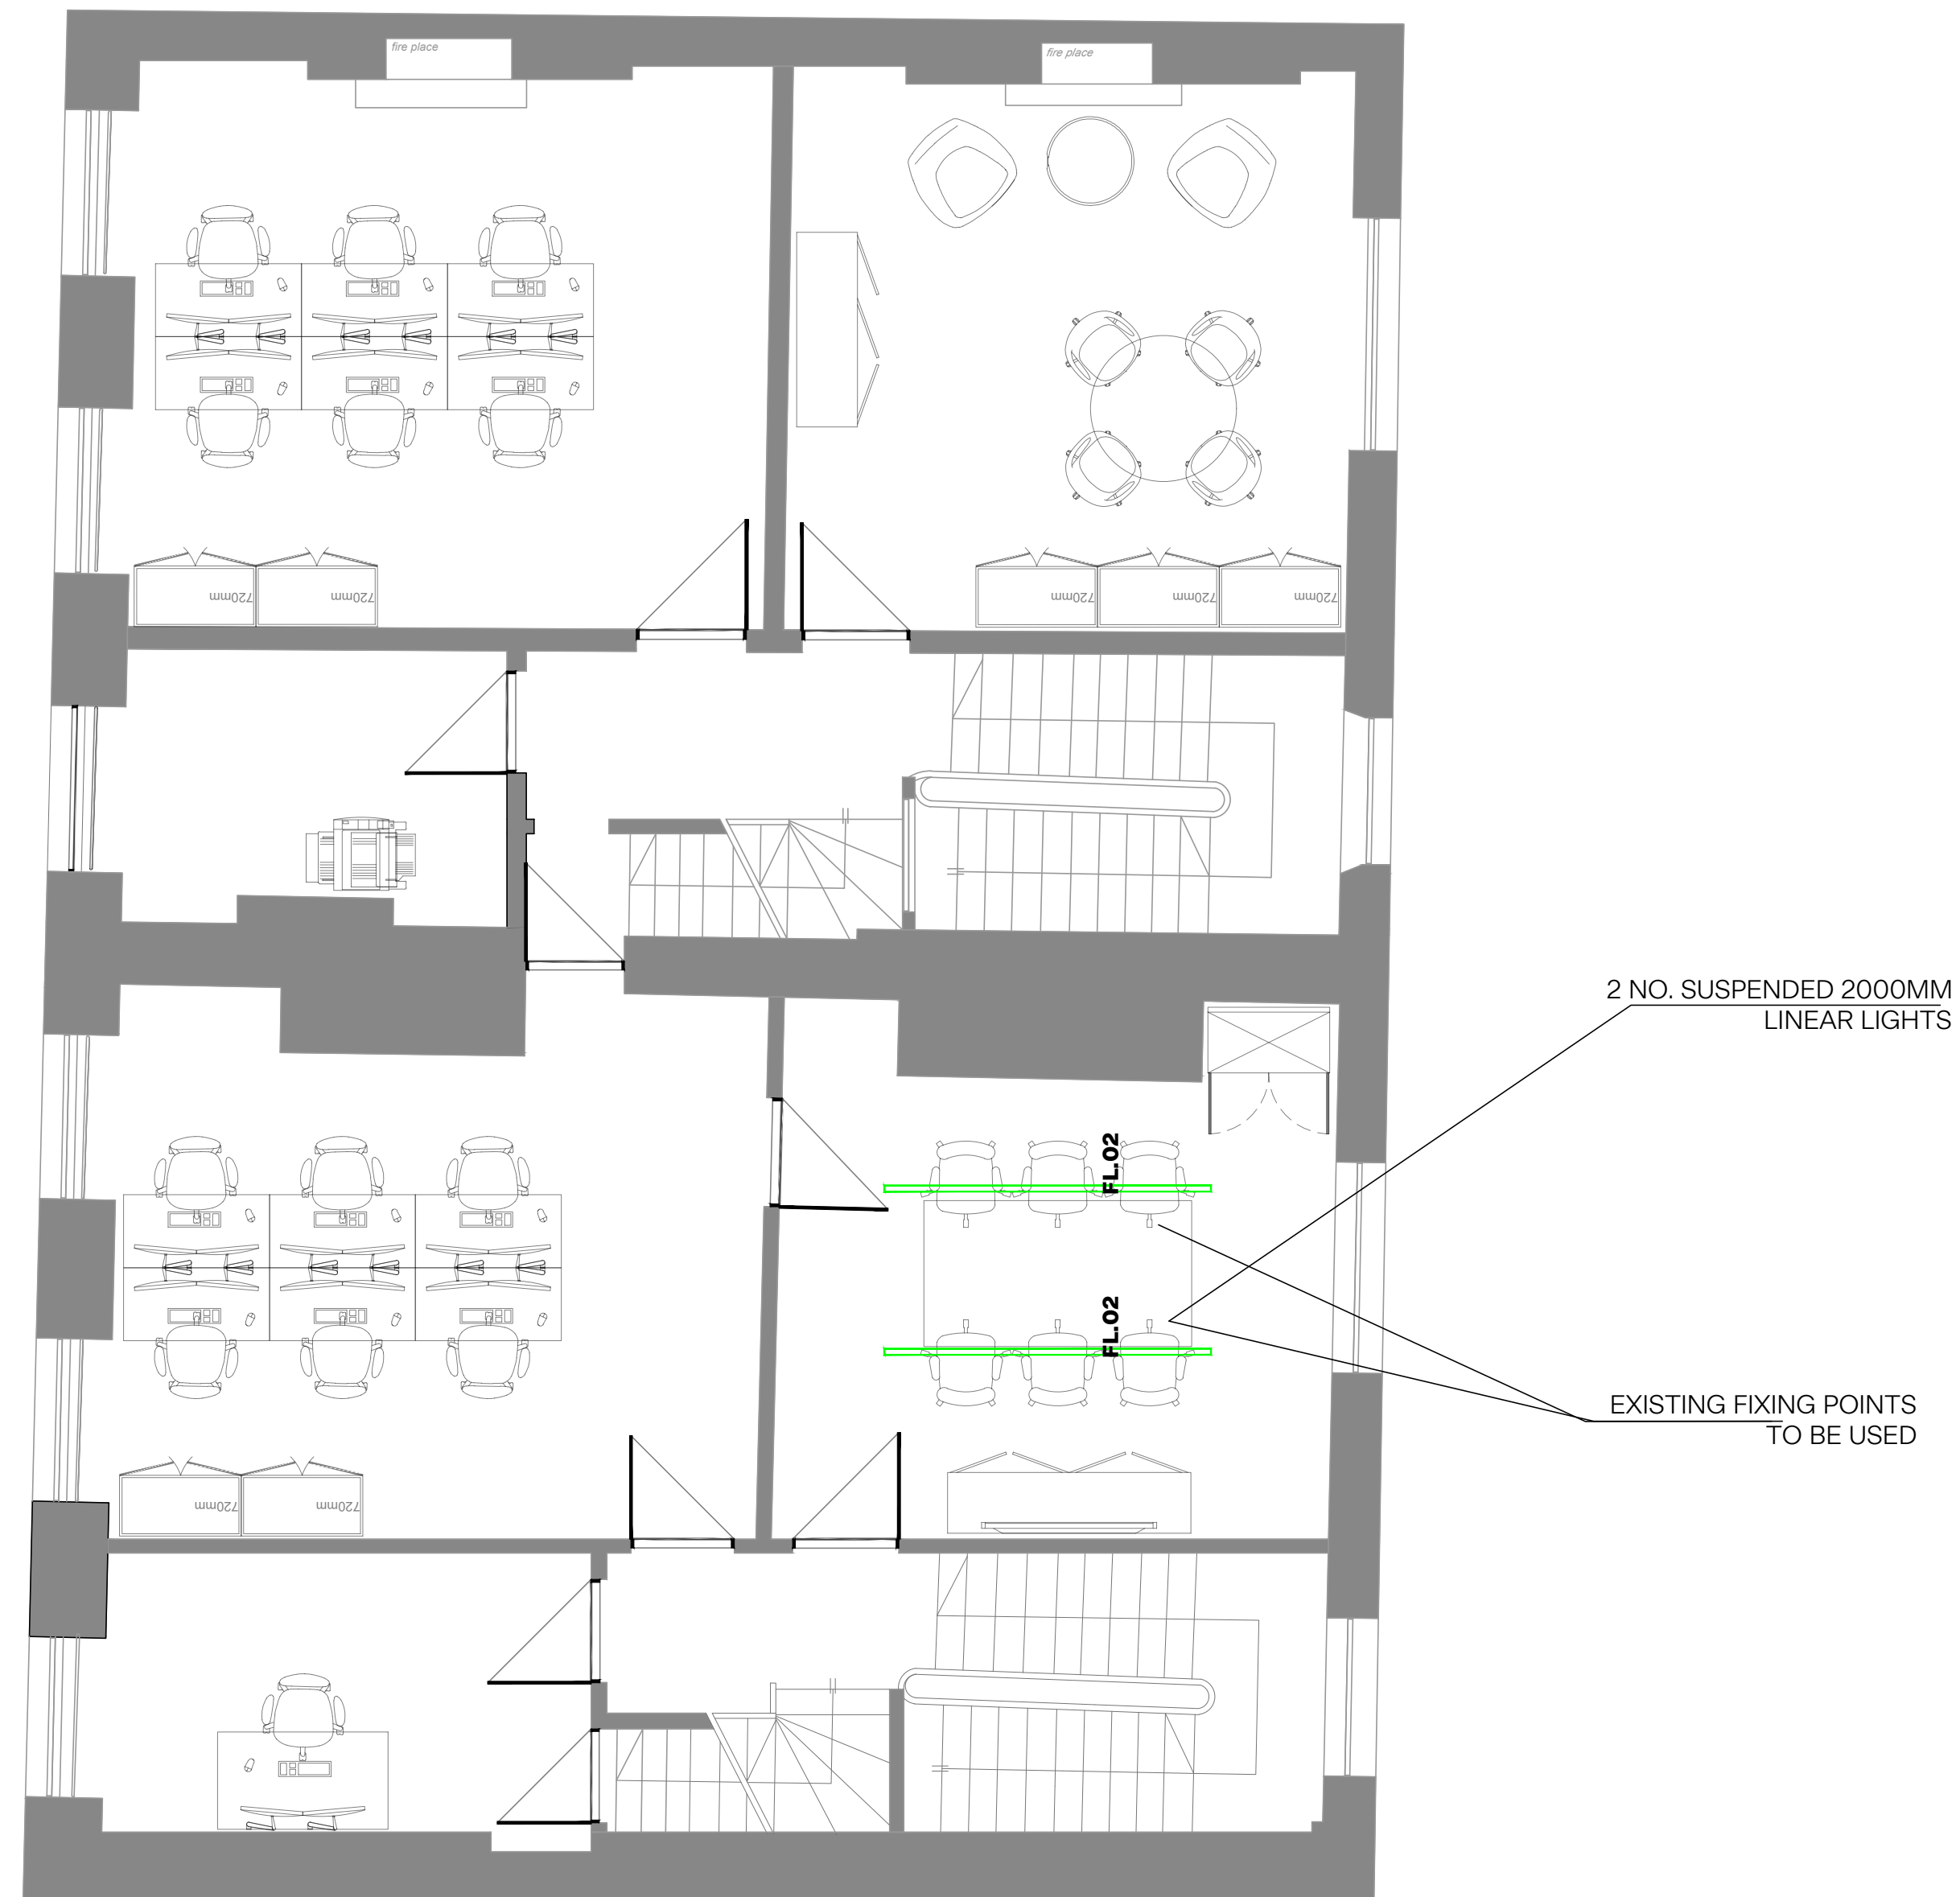 fire place
fire place
720mm
720mm
720mm
720mm
720mm
2 NO. SUSPENDED 2000MM
LINEAR LIGHTS
FL.02
FL.02
EXISTING FIXING POINTS
TO BE USED
720mm
720mm